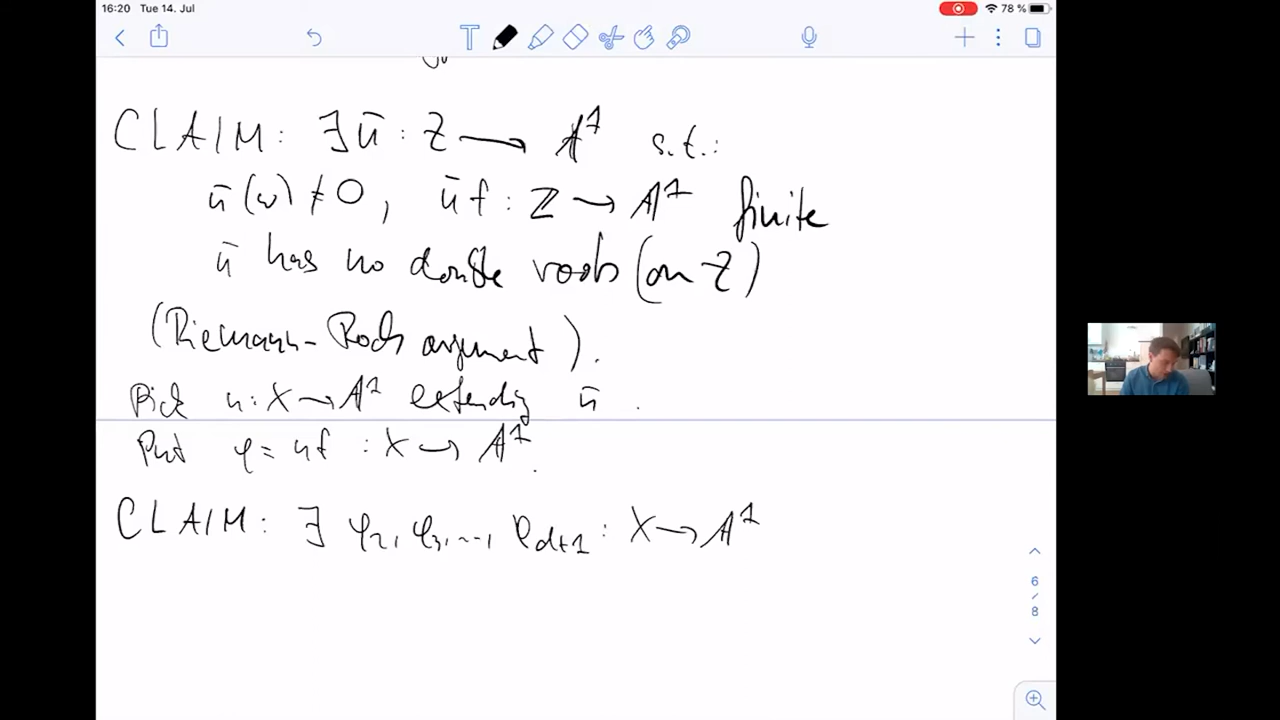 16:20 Tue 14. Jul
78 %
CLAIM: ∃ ū : Z → A¹ s.t.:
ū(w) ≠ 0, ūf : Z → A¹ finite
ū has no double roots (on Z)
(Riemann-Roch argument).
Pick u: X → A¹ extending ū.
Put φ = uf : X → A¹.
CLAIM: ∃ φ₂, φ₃, ..., φ_{d+1} : X → A¹
6
/
8